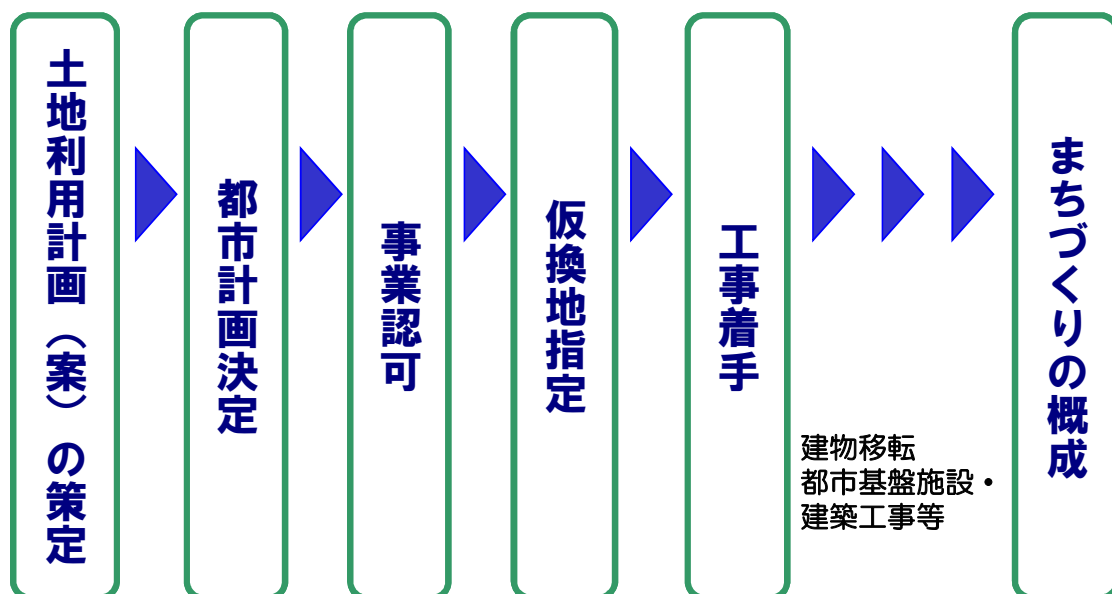 土地利用計画（案）の策定
都市計画決定
事業認可
仮換地指定
工事着手
建物移転
都市基盤施設・
建築工事等
まちづくりの概成